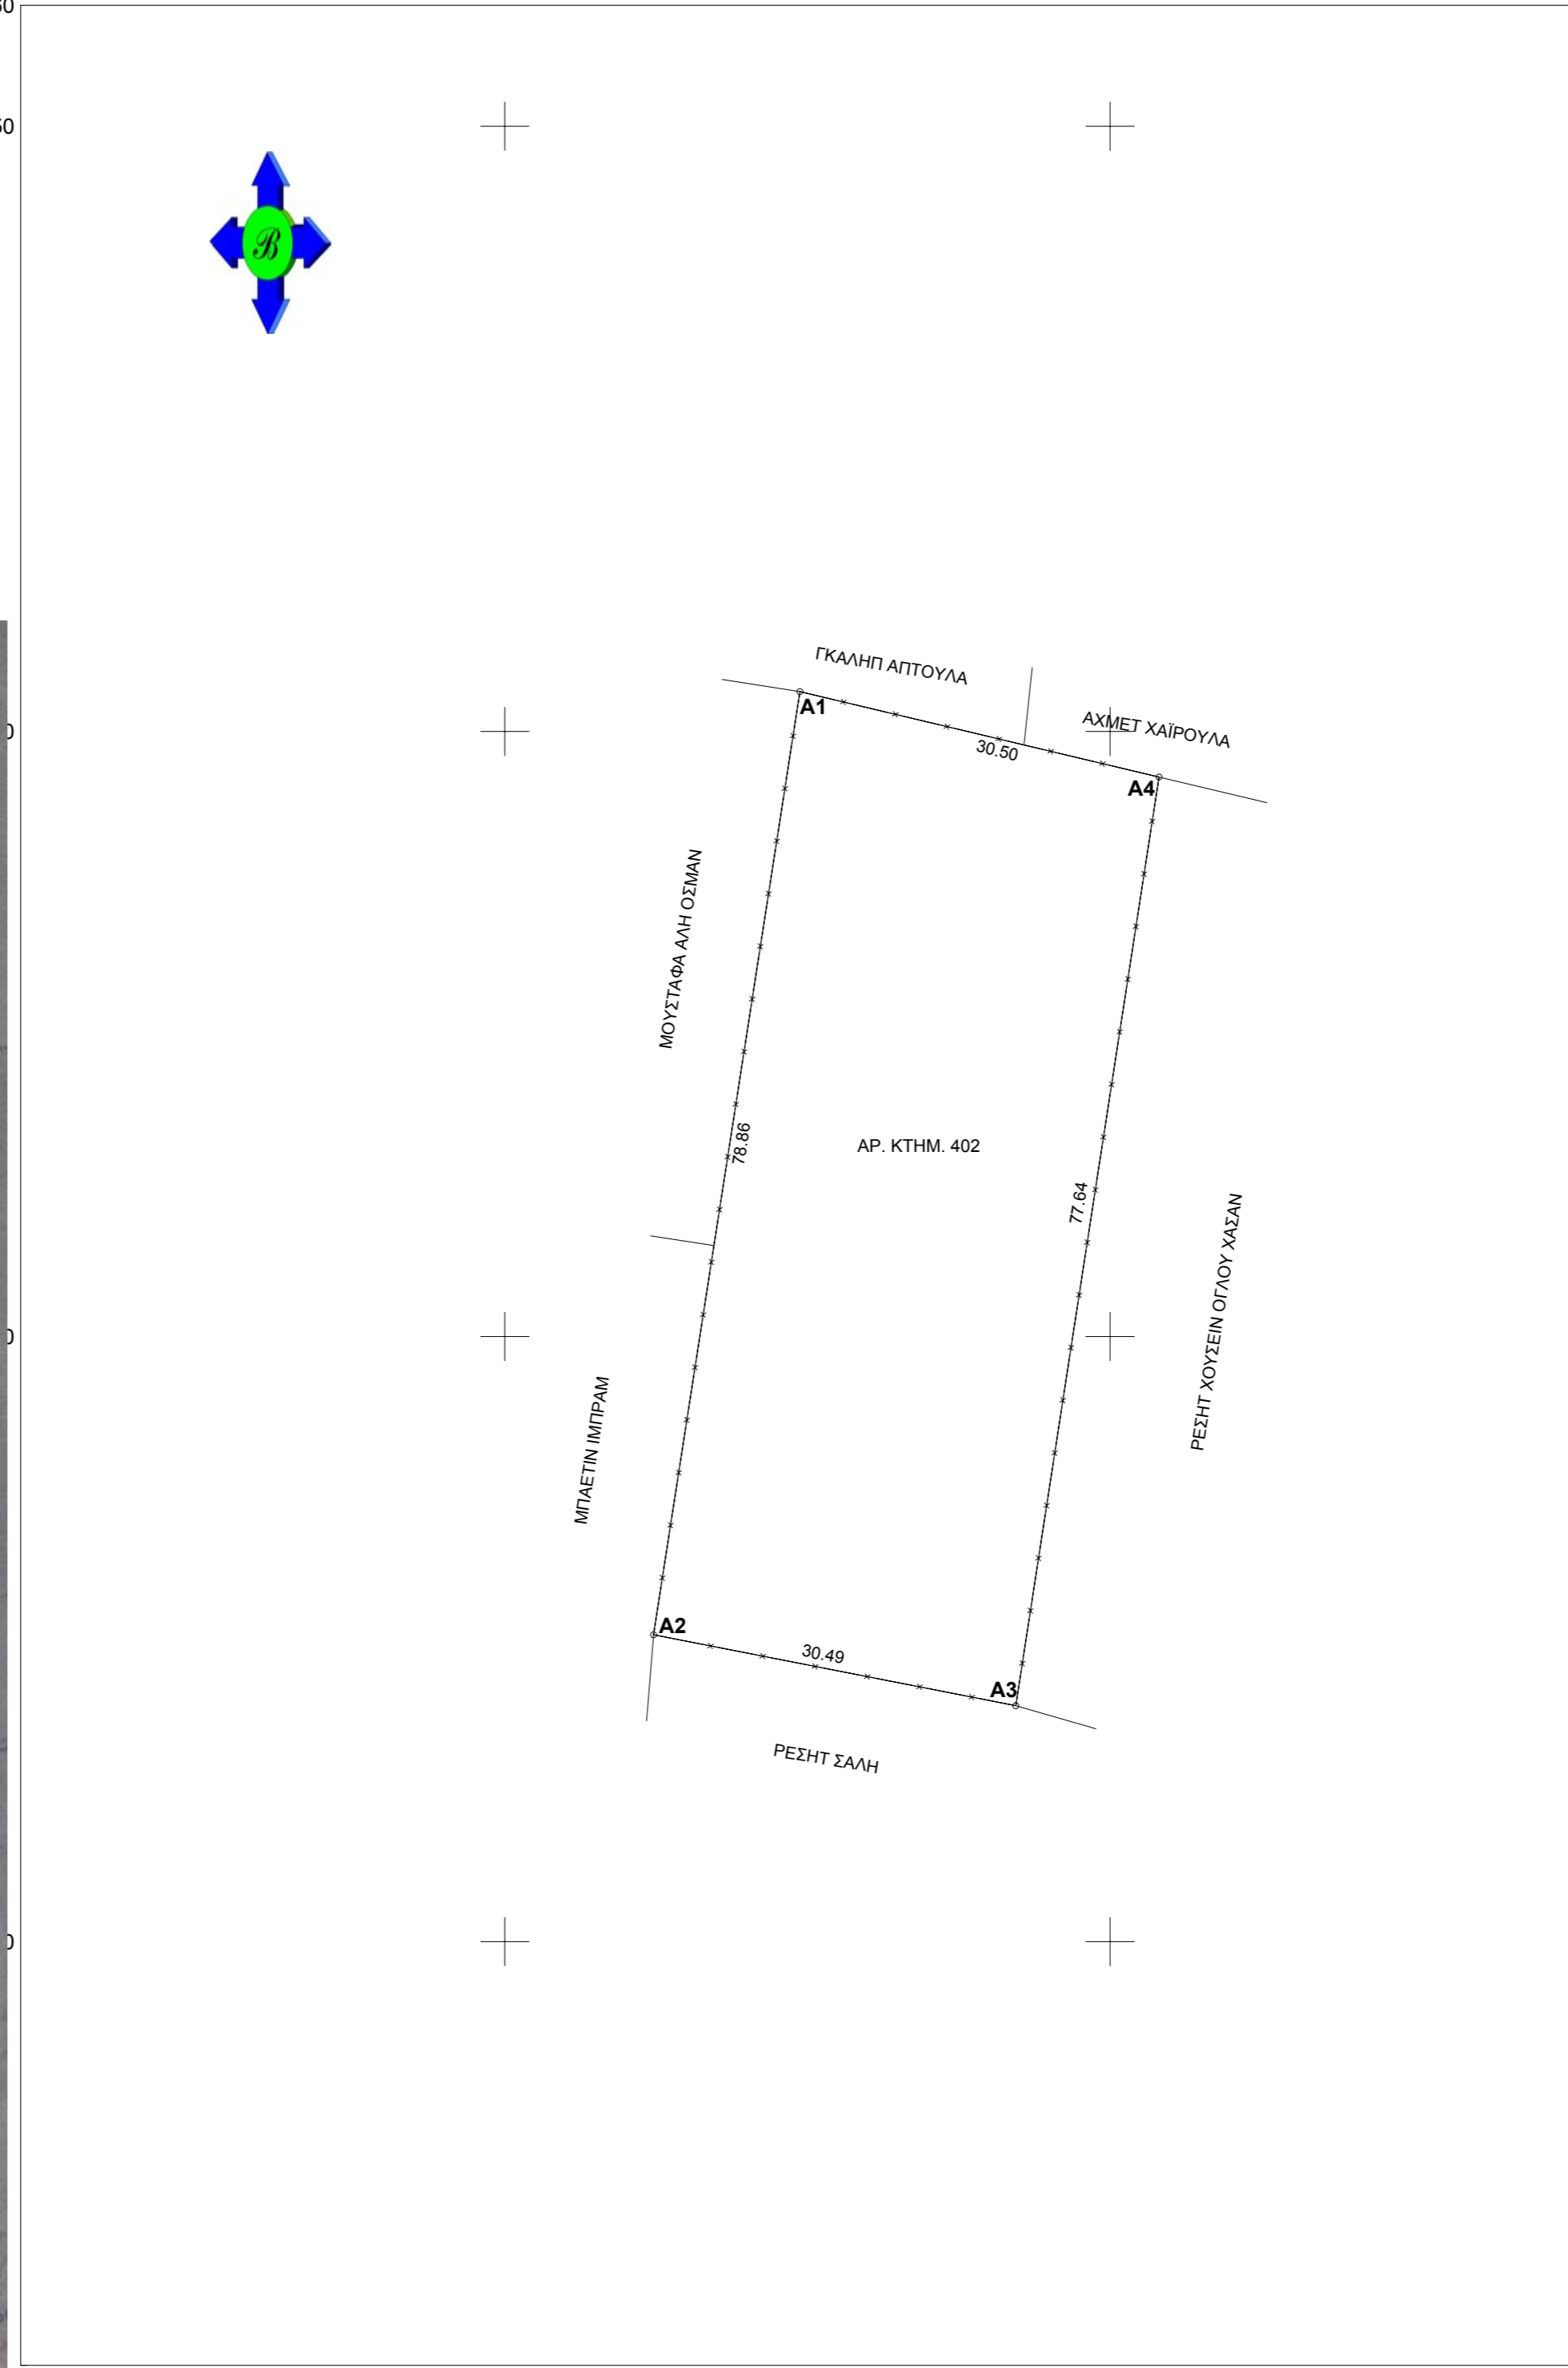 B
ΓΚΑΛΗΠ ΑΠΤΟΥΛΑ
ΑΧΜΕΤ ΧΑΪΡΟΥΛΑ
A1
30.50
A4
ΜΟΥΣΤΑΦΑ ΑΛΗ ΟΣΜΑΝ
78.86
ΑΡ. ΚΤΗΜ. 402
77.64
ΡΕΣΗΤ ΧΟΥΣΕΙΝ ΟΓΛΟΥ ΧΑΣΑΝ
ΜΠΑΕΤΙΝ ΙΜΠΡΑΜ
A2
30.49
A3
ΡΕΣΗΤ ΣΑΛΗ